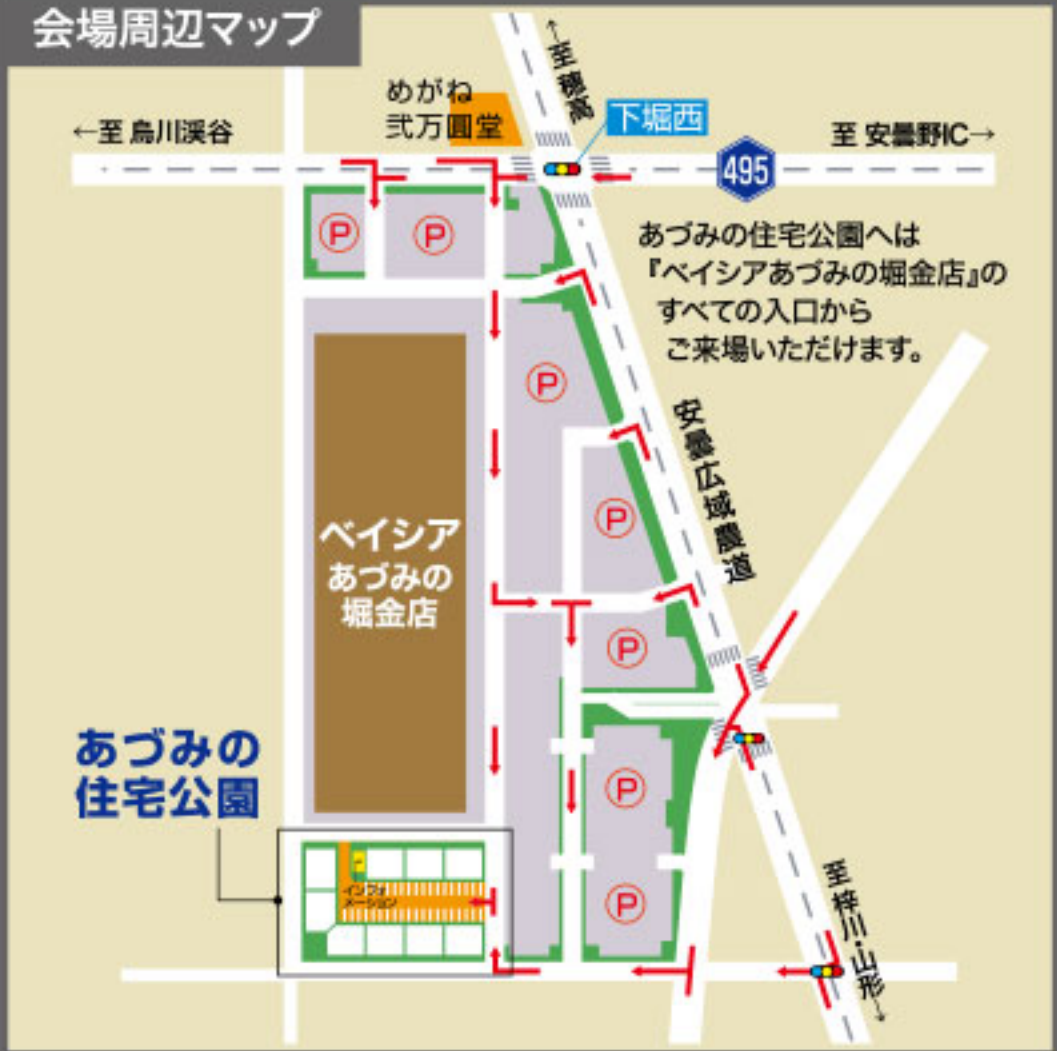 会場周辺マップ
←至穂高
めがね
弐万圓堂
下堀西
←至 烏川渓谷
495
至 安曇野IC→
P
P
あづみの住宅公園へは
『ベイシアあづみの堀金店』の
すべての入口から
ご来場いただけます。
P
安曇広域農道
P
ベイシア
あづみの
堀金店
P
あづみの
住宅公園
P
インフォ
メーション
P
至梓川・山形→